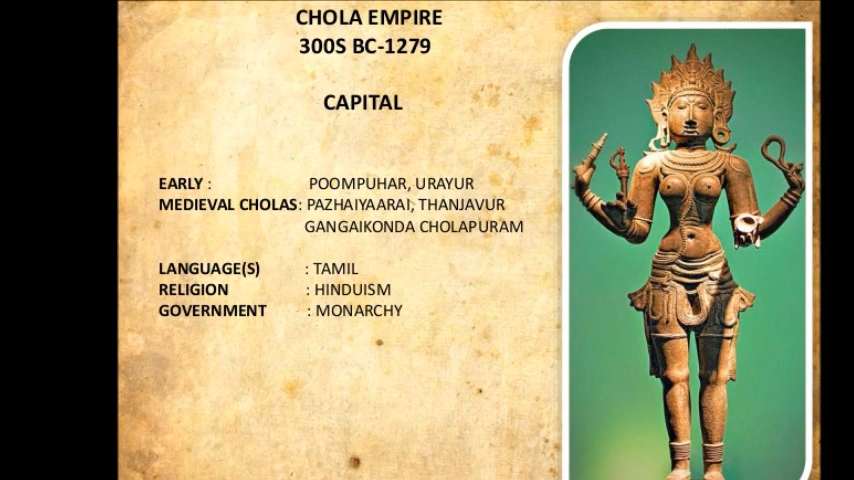 CHOLA EMPIRE
300S BC-1279
CAPITAL
EARLY : POOMPUHAR, URAYUR
MEDIEVAL CHOLAS: PAZHAIYAARAI, THANJAVUR
GANGAIKONDA CHOLAPURAM
LANGUAGE(S) : TAMIL
RELIGION : HINDUISM
GOVERNMENT : MONARCHY